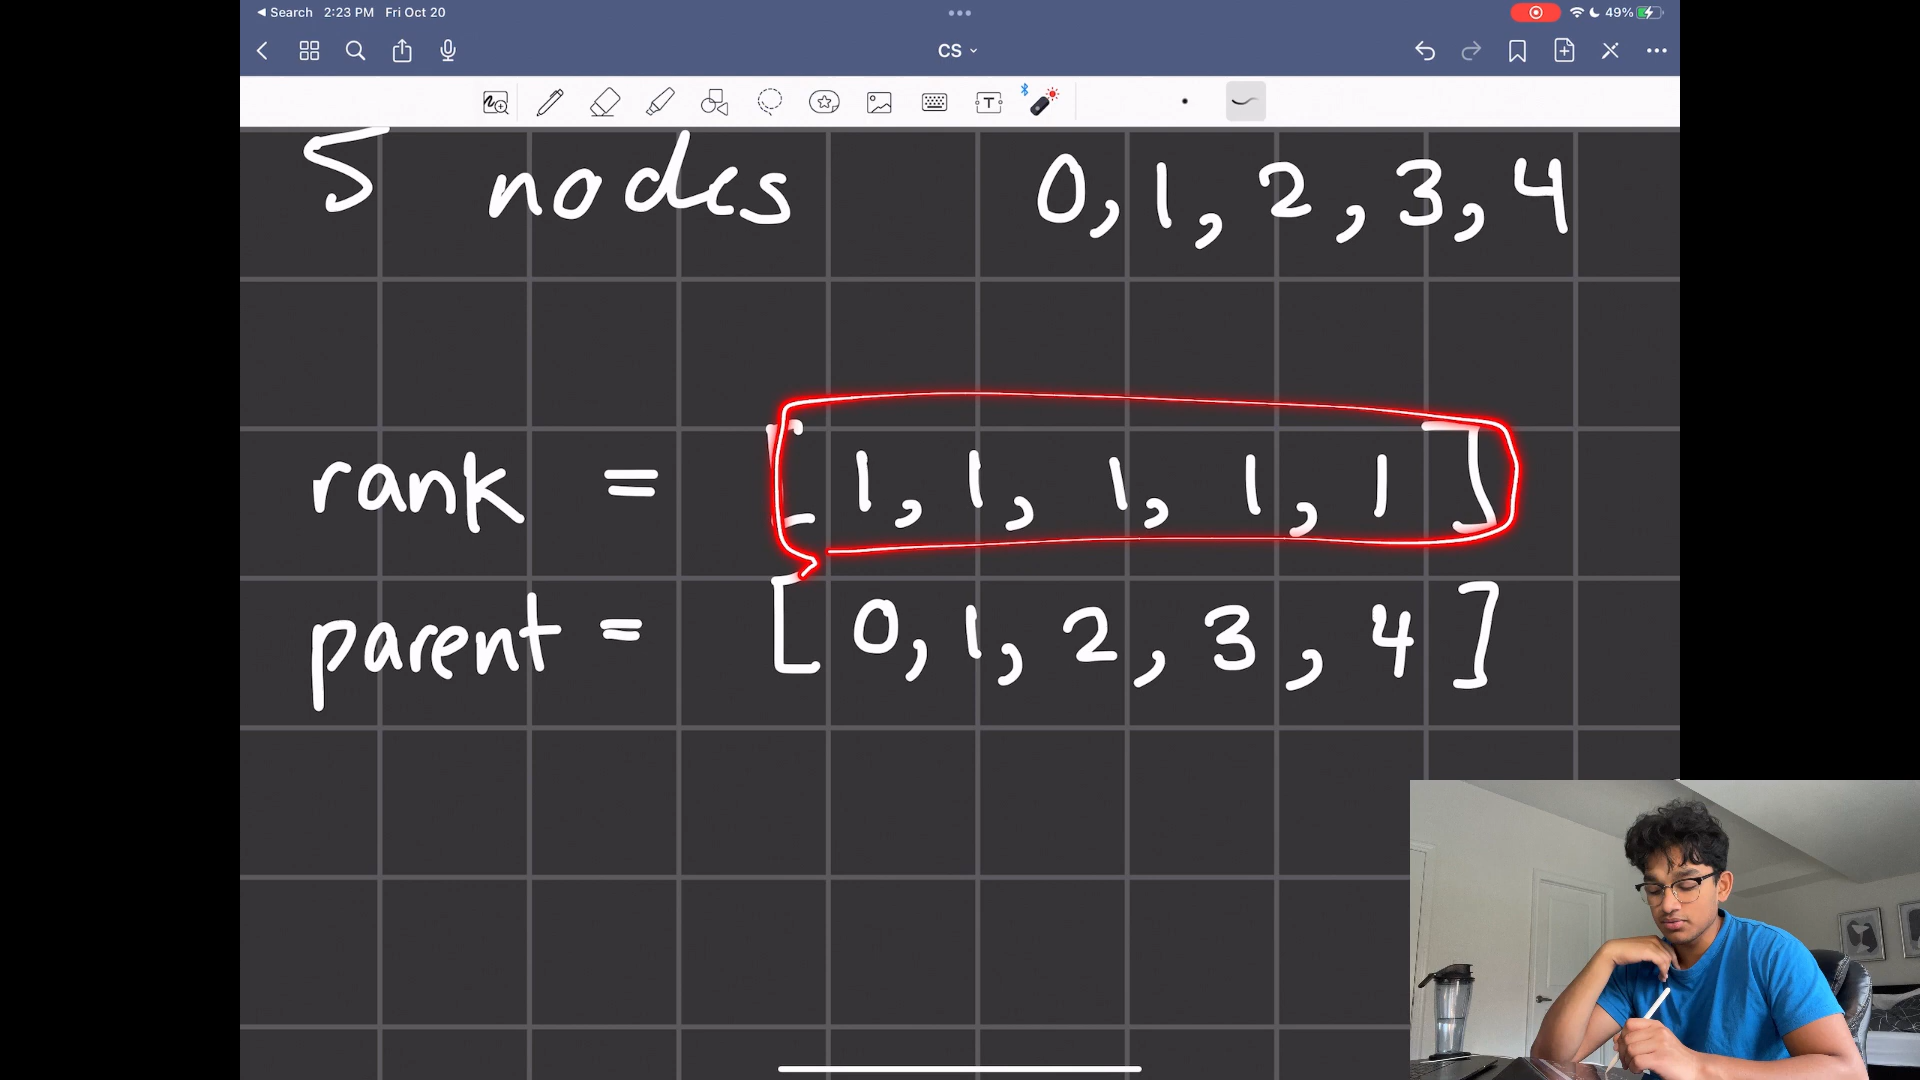 Search 2:23 PM Fri Oct 20 49%
CS
T
5 nodes 0, 1, 2, 3, 4
rank = [ 1, 1, 1, 1, 1 ]
parent = [ 0, 1, 2, 3, 4 ]